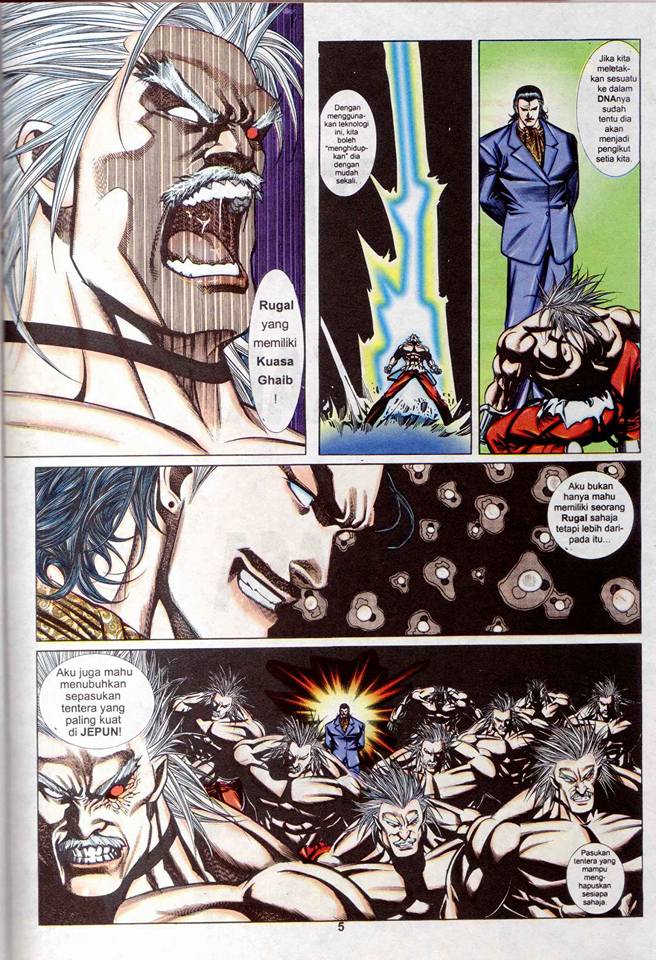 Rugal
yang
memiliki
Kuasa
Ghaib
!
Dengan
mengguna-
kan teknologi
ini, kita
boleh
"menghidup-
kan" dia
dengan
mudah
sekali.
Jika kita
meletak-
kan sesuatu
ke dalam
DNAnya
sudah
tentu dia
akan
menjadi
pengikut
setia kita.
Aku bukan
hanya mahu
memiliki seorang
Rugal sahaja
tetapi lebih dari-
pada itu...
Aku juga mahu
menubuhkan
sepasukan
tentera yang
paling kuat
di JEPUN!
Pasukan
tentera yang
mampu
meng-
hapuskan
sesiapa
sahaja.
5